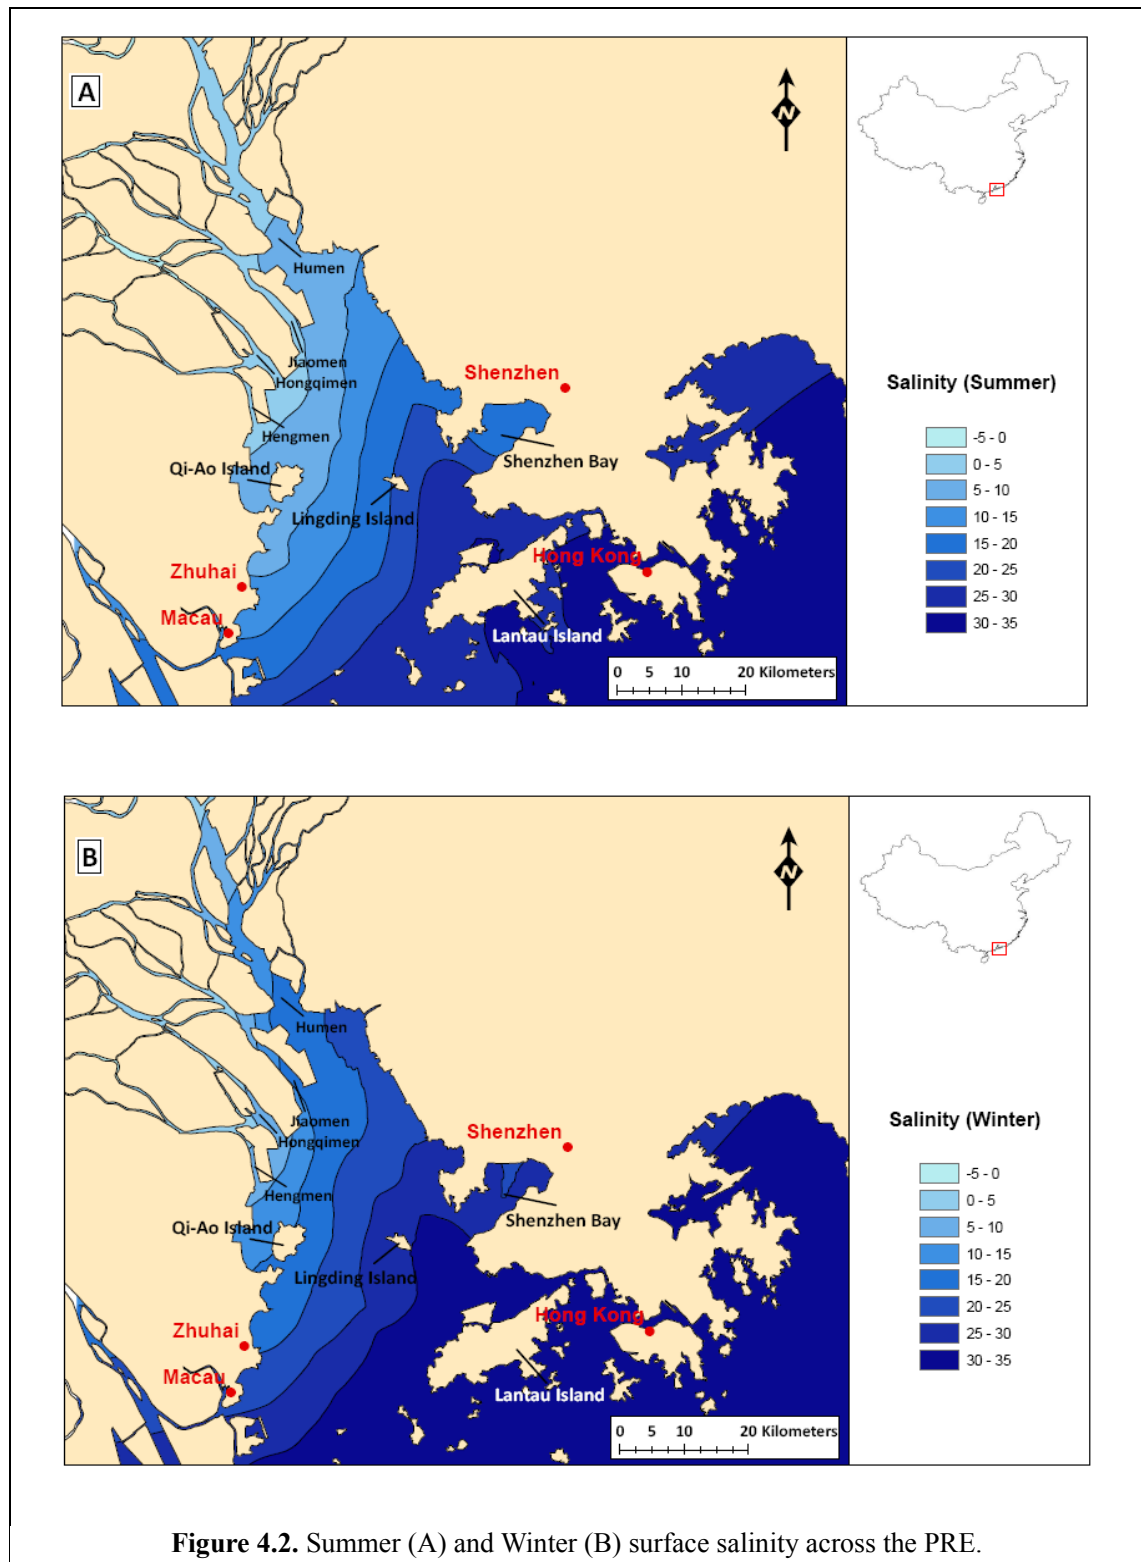 A
N
Humen
Jiaomen
Hongqimen
Hengmen
Qi-Ao Island
Lingding Island
Shenzhen
Shenzhen Bay
Zhuhai
Macau
Hong Kong
Lantau Island
0 5 10 20 Kilometers
Salinity (Summer)
-5 - 0
0 - 5
5 - 10
10 - 15
15 - 20
20 - 25
25 - 30
30 - 35
B
N
Humen
Jiaomen
Hongqimen
Hengmen
Qi-Ao Island
Lingding Island
Shenzhen
Shenzhen Bay
Zhuhai
Macau
Hong Kong
Lantau Island
0 5 10 20 Kilometers
Salinity (Winter)
-5 - 0
0 - 5
5 - 10
10 - 15
15 - 20
20 - 25
25 - 30
30 - 35
Figure 4.2. Summer (A) and Winter (B) surface salinity across the PRE.